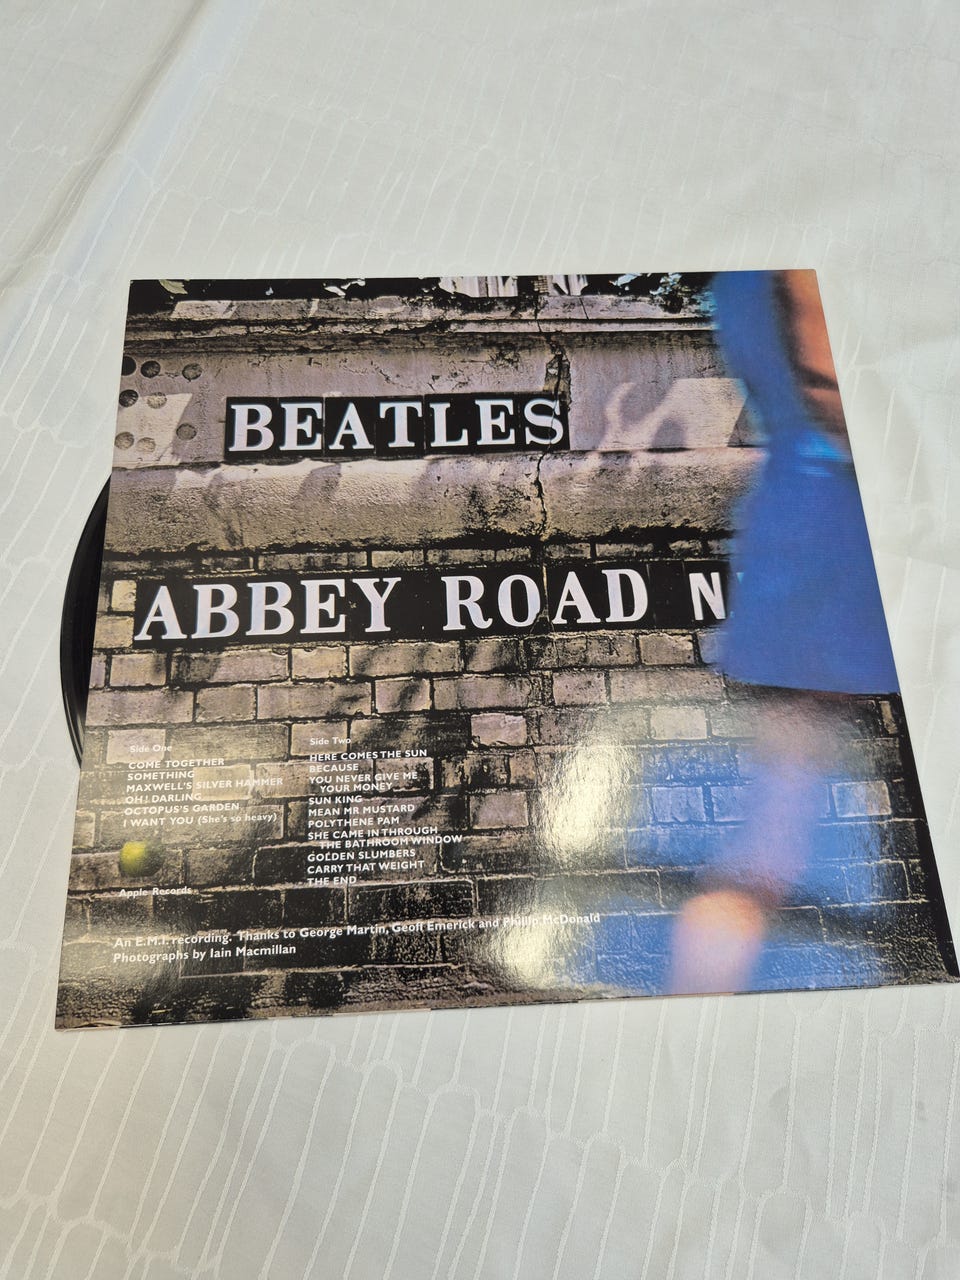 BEATLES
ABBEY ROAD N
Side One
COME TOGETHER
SOMETHING
MAXWELL'S SILVER HAMMER
OH! DARLING
OCTOPUS'S GARDEN
I WANT YOU (She's so heavy)
Side Two
HERE COMES THE SUN
BECAUSE
YOU NEVER GIVE ME
YOUR MONEY
SUN KING
MEAN MR MUSTARD
POLYTHENE PAM
SHE CAME IN THROUGH
THE BATHROOM WINDOW
GOLDEN SLUMBERS
CARRY THAT WEIGHT
THE END
Apple Records
An E.M.I. recording. Thanks to George Martin, Geoff Emerick and Phillip McDonald
Photographs by Iain Macmillan